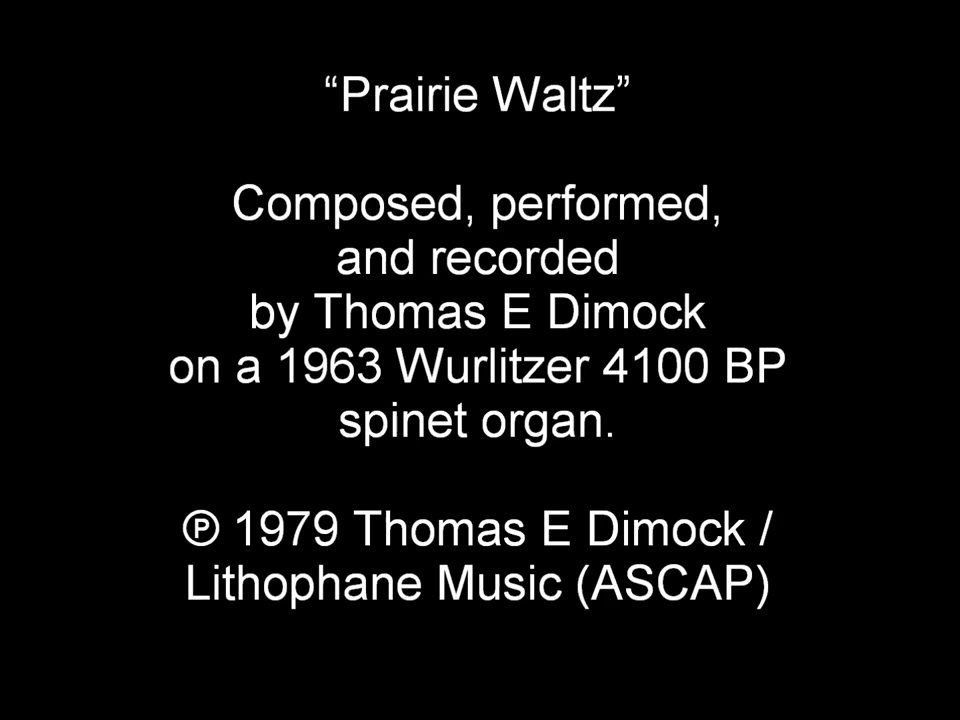 “Prairie Waltz”
Composed, performed,
and recorded
by Thomas E Dimock
on a 1963 Wurlitzer 4100 BP
spinet organ.
℗ 1979 Thomas E Dimock /
Lithophane Music (ASCAP)